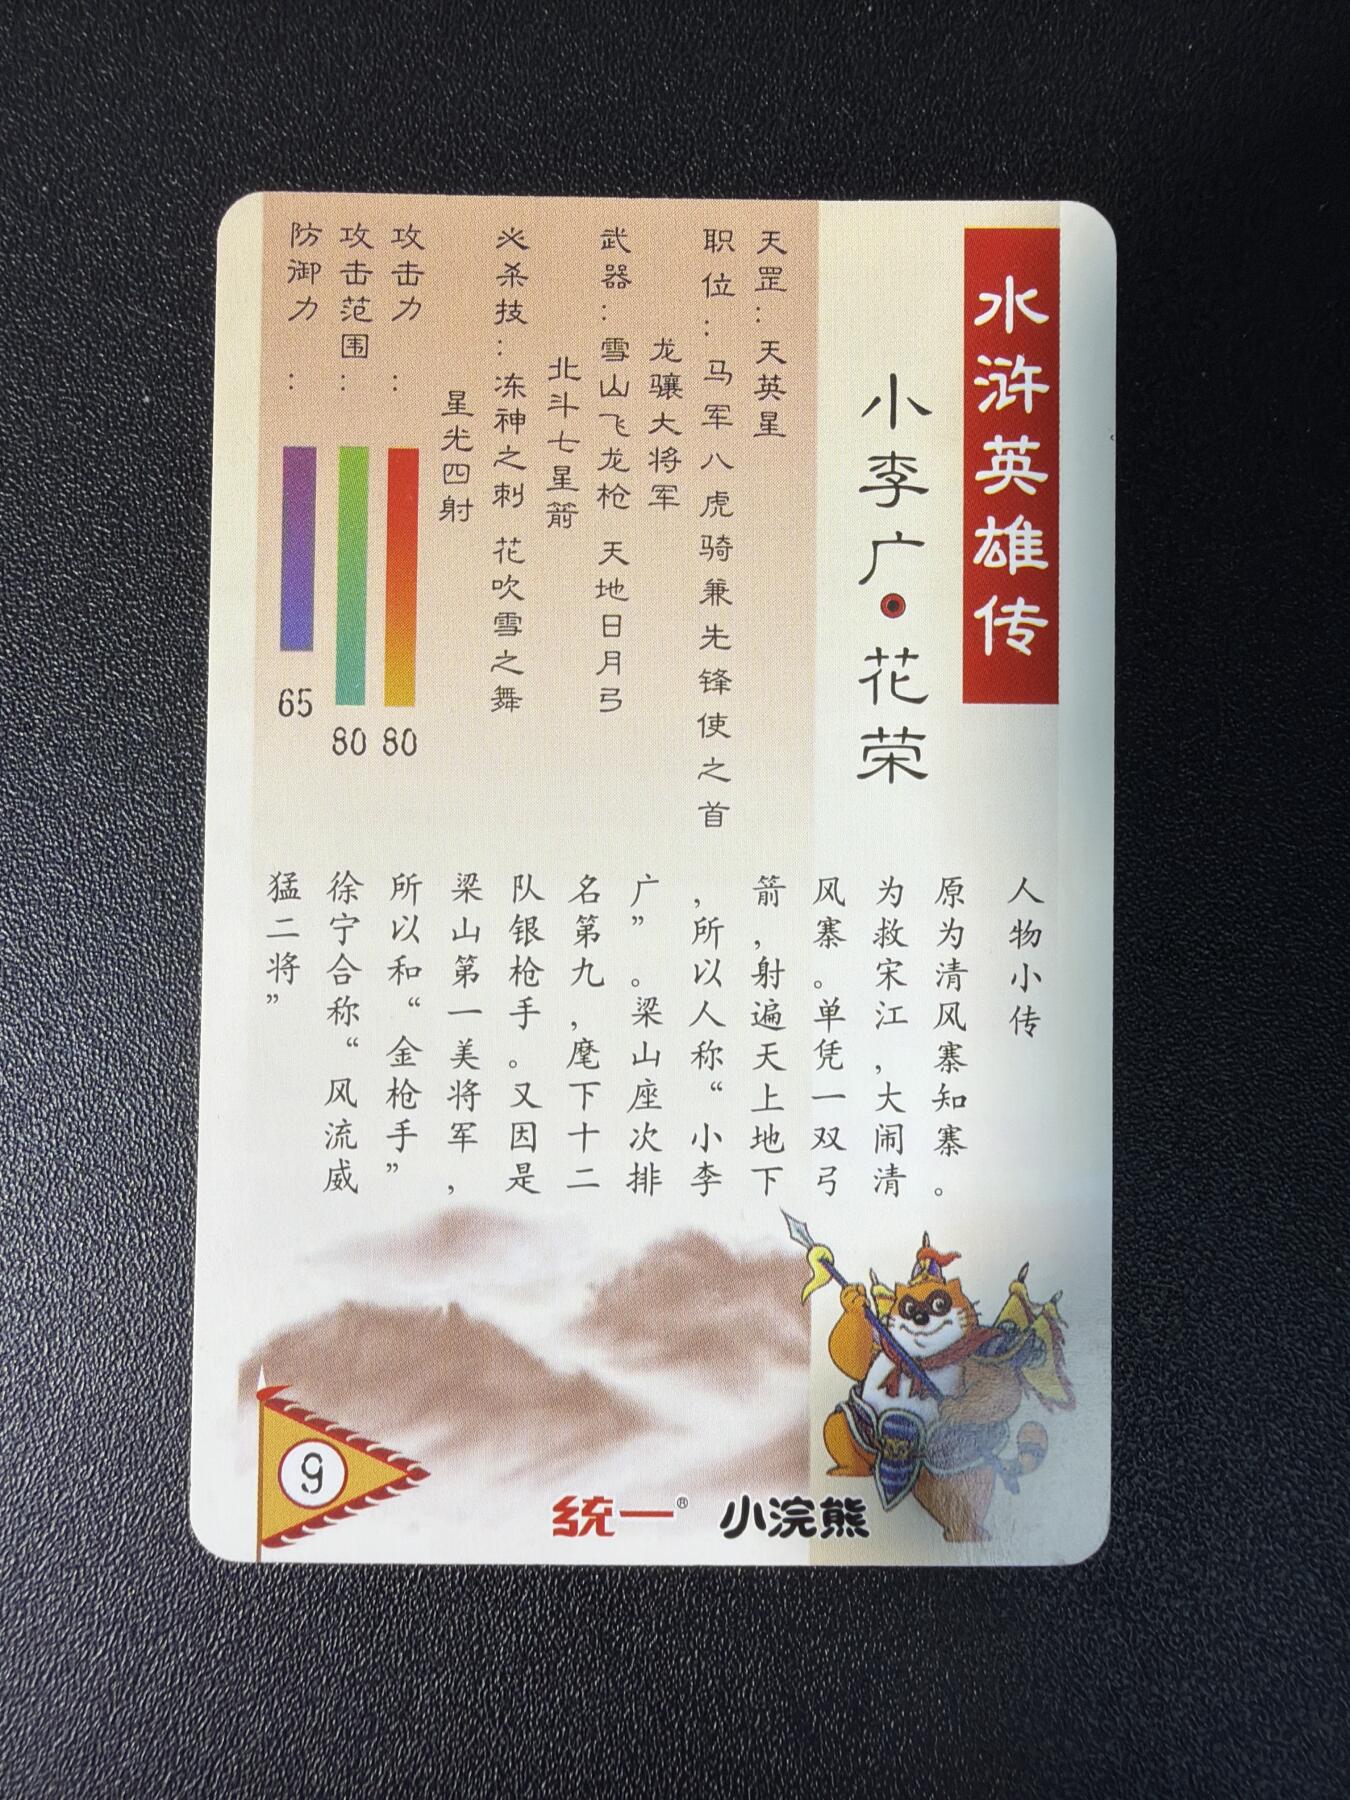 水浒英雄传
小李广·花荣
天罡:天英星
职位:马军八虎骑兼先锋使之首
龙骧大将军
武器:雪山飞龙枪 天地日月弓
北斗七星箭
必杀技:冻神之刺 花吹雪之舞
星光四射
攻击力: 80
攻击范围: 80
防御力: 65
人物小传
原为清风寨知寨。
为救宋江,大闹清
风寨。单凭一双弓
箭,射遍天上地下
,所以人称“小李
广”。梁山座次排
名第九,麾下十二
队银枪手。又因是
梁山第一美将军,
所以和“金枪手”
徐宁合称“风流威
猛二将”
9
统一® 小浣熊